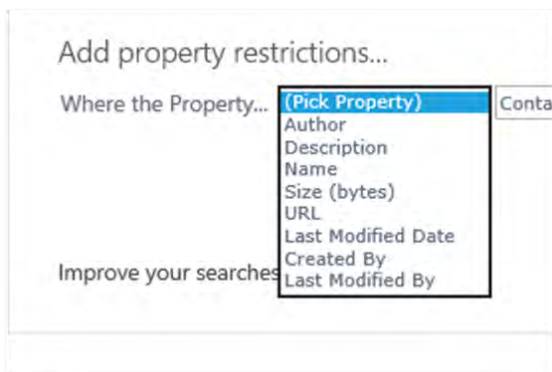 Add property restrictions...
Where the Property... (Pick Property) Conta
Author
Description
Name
Size (bytes)
URL
Last Modified Date
Created By
Improve your searches Last Modified By